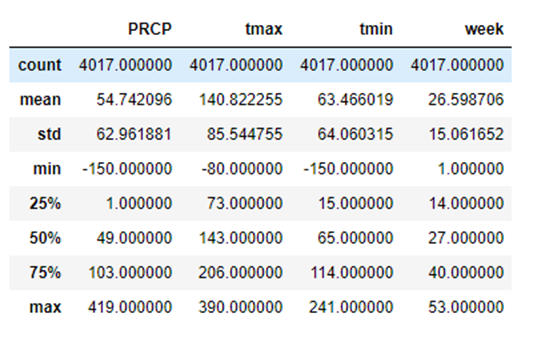 PRCP tmax tmin week
count 4017.000000 4017.000000 4017.000000 4017.000000
mean 54.742096 140.822255 63.466019 26.598706
std 62.961881 85.544755 64.060315 15.061652
min -150.000000 -80.000000 -150.000000 1.000000
25% 1.000000 73.000000 15.000000 14.000000
50% 49.000000 143.000000 65.000000 27.000000
75% 103.000000 206.000000 114.000000 40.000000
max 419.000000 390.000000 241.000000 53.000000